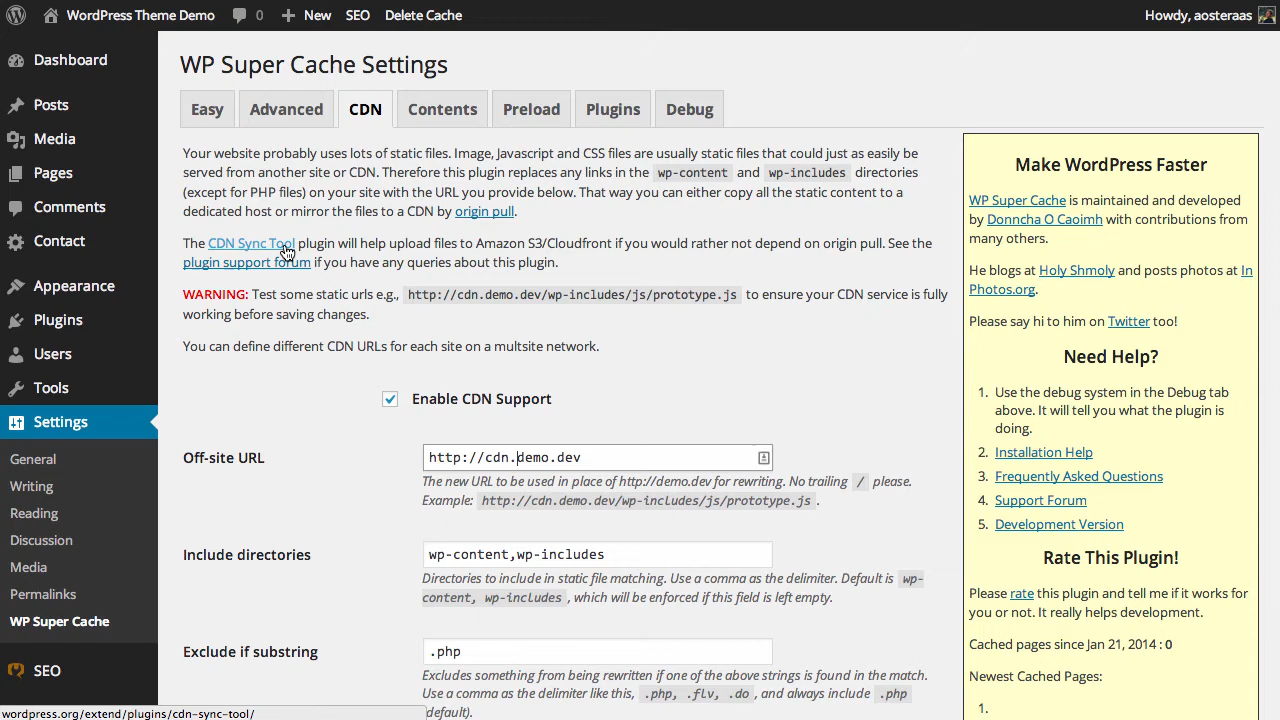 WordPress Theme Demo 0 New SEO Delete Cache Howdy, aosteraas
Dashboard
Posts
Media
Pages
Comments
Contact
Appearance
Plugins
Users
Tools
Settings
General
Writing
Reading
Discussion
Media
Permalinks
WP Super Cache
SEO
WP Super Cache Settings
Easy Advanced CDN Contents Preload Plugins Debug
Your website probably uses lots of static files. Image, Javascript and CSS files are usually static files that could just as easily be
served from another site or CDN. Therefore this plugin replaces any links in the wp-content and wp-includes directories
(except for PHP files) on your site with the URL you provide below. That way you can either copy all the static content to a
dedicated host or mirror the files to a CDN by origin pull.
The CDN Sync Tool plugin will help upload files to Amazon S3/Cloudfront if you would rather not depend on origin pull. See the
plugin support forum if you have any queries about this plugin.
WARNING: Test some static urls e.g., http://cdn.demo.dev/wp-includes/js/prototype.js to ensure your CDN service is fully
working before saving changes.
You can define different CDN URLs for each site on a multsite network.
Enable CDN Support
Off-site URL http://cdn.demo.dev
The new URL to be used in place of http://demo.dev for rewriting. No trailing / please.
Example: http://cdn.demo.dev/wp-includes/js/prototype.js .
Include directories wp-content,wp-includes
Directories to include in static file matching. Use a comma as the delimiter. Default is wp-
content, wp-includes , which will be enforced if this field is left empty.
Exclude if substring .php
Excludes something from being rewritten if one of the above strings is found in the match.
Use a comma as the delimiter like this, .php, .flv, .do , and always include .php
default).
Make WordPress Faster
WP Super Cache is maintained and developed
by Donncha O Caoimh with contributions from
many others.
He blogs at Holy Shmoly and posts photos at In
Photos.org.
Please say hi to him on Twitter too!
Need Help?
1. Use the debug system in the Debug tab
above. It will tell you what the plugin is
doing.
2. Installation Help
3. Frequently Asked Questions
4. Support Forum
5. Development Version
Rate This Plugin!
Please rate this plugin and tell me if it works for
you or not. It really helps development.
Cached pages since Jan 21, 2014 : 0
Newest Cached Pages:
1.
wordpress.org/extend/plugins/cdn-sync-tool/